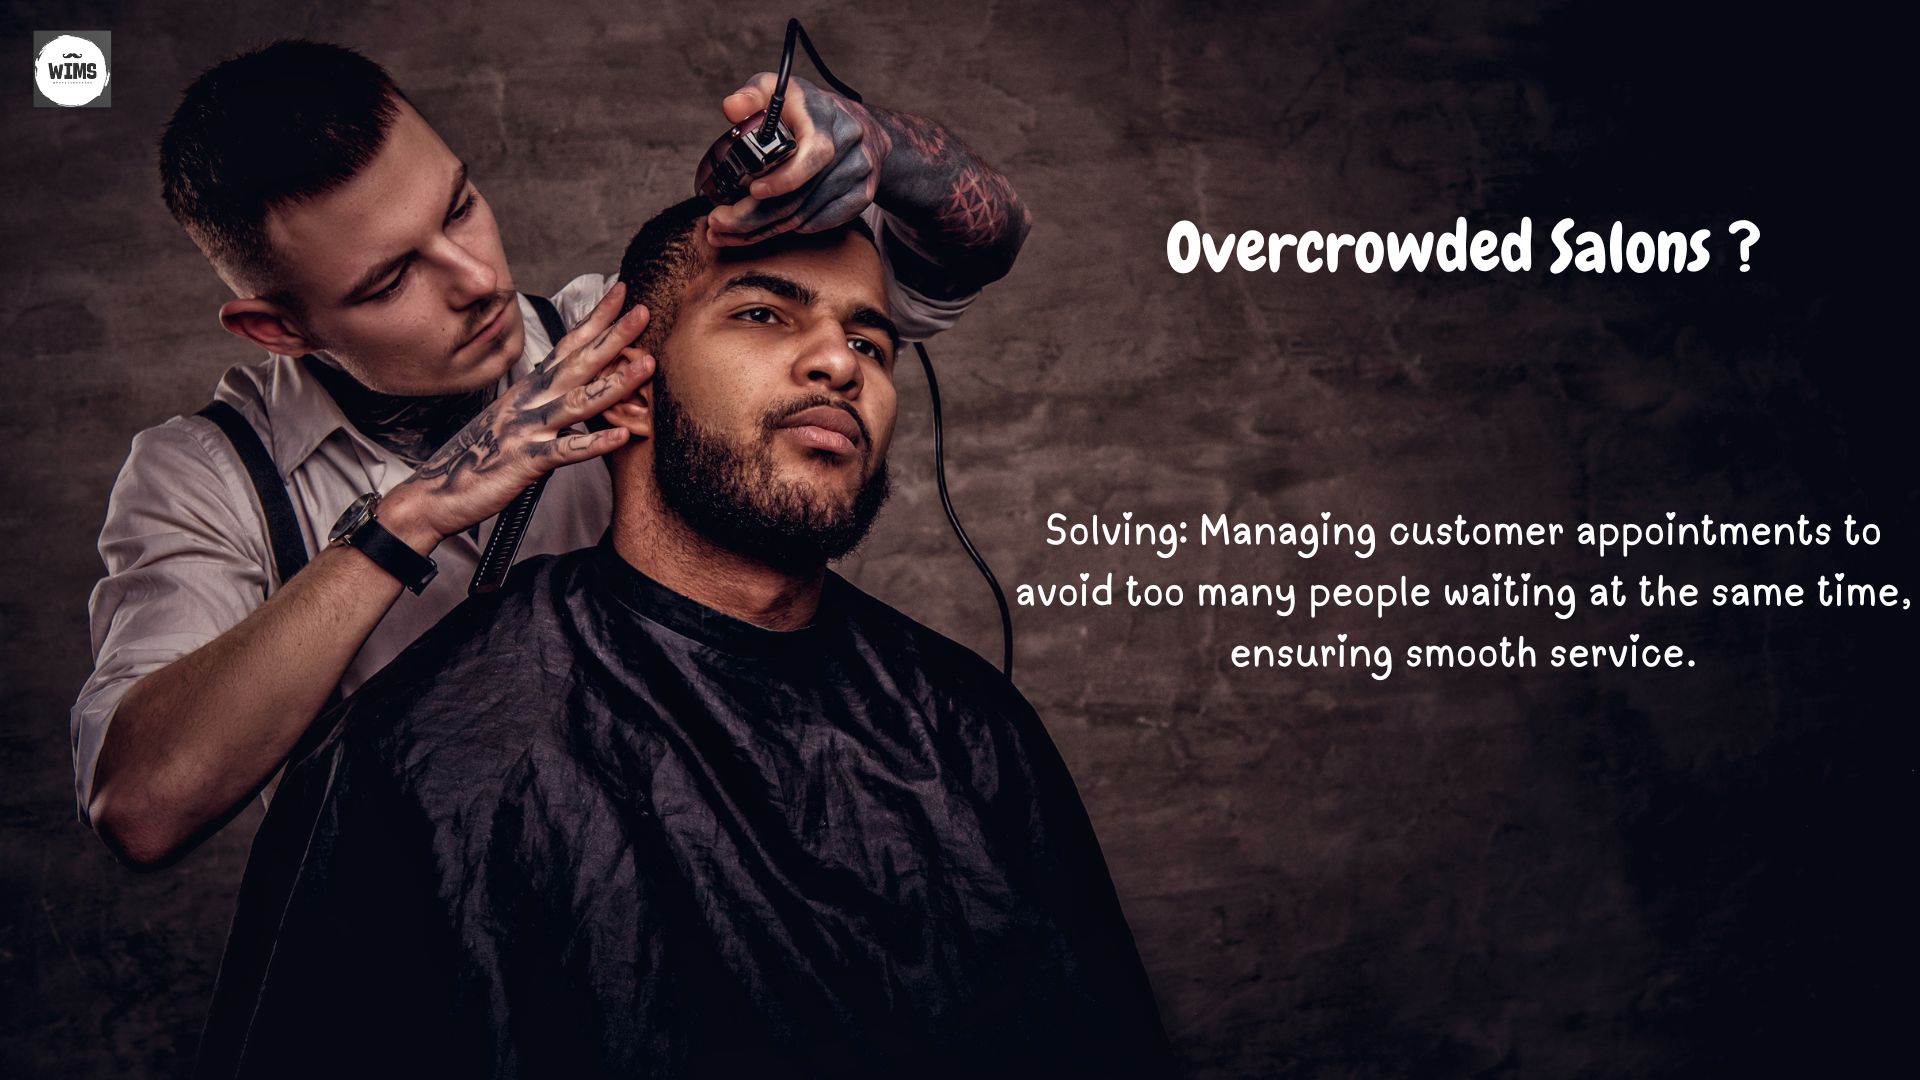 WIMS
Overcrowded Salons ?
Solving: Managing customer appointments to
avoid too many people waiting at the same time,
ensuring smooth service.